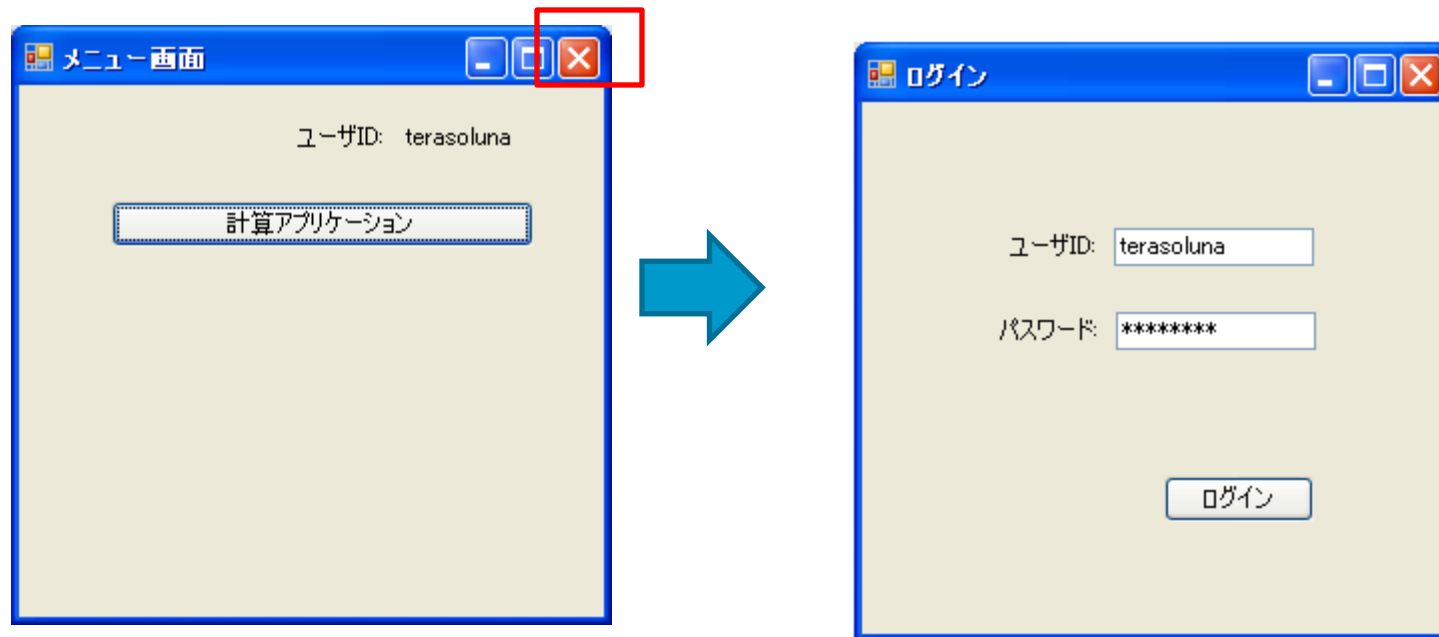 メニュー画面
ユーザID: terasoluna
計算アプリケーション
ログイン
ユーザID: terasoluna
パスワード: ********
ログイン